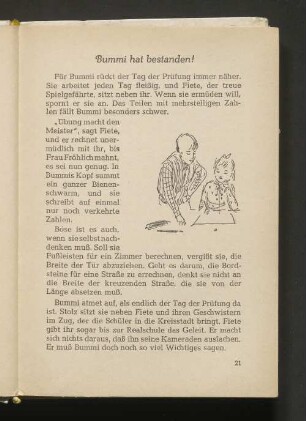 Bummi hat bestanden!
Für Bummi rückt der Tag der Prüfung immer näher.
Sie arbeitet jeden Tag fleißig, und Fiete, der treue
Spielgefährte, sitzt neben ihr. Wenn sie ermüden will,
spornt er sie an. Das Teilen mit mehrstelligen Zah-
len fällt Bummi besonders schwer.
„Übung macht den
Meister“, sagt Fiete,
und er rechnet uner-
müdlich mit ihr, bis
Frau Fröhlich mahnt,
es sei nun genug. In
Bummis Kopf summt
ein ganzer Bienen-
schwarm, und sie
schreibt auf einmal
nur noch verkehrte
Zahlen.
Böse ist es auch,
wenn sie selbst nach-
denken muß. Soll sie
Fußleisten für ein Zimmer berechnen, vergißt sie, die
Breite der Tür abzuziehen. Geht es darum, die Bord-
steine für eine Straße zu errechnen, denkt sie nicht an
die Breite der kreuzenden Straße, die sie von der
Länge absetzen muß.
Bummi atmet auf, als endlich der Tag der Prüfung da
ist. Stolz sitzt sie neben Fiete und ihren Geschwistern
im Zug, der die Schüler in die Kreisstadt bringt. Fiete
gibt ihr sogar bis zur Realschule das Geleit. Er macht
sich nichts daraus, daß ihn seine Kameraden auslachen.
Er muß Bummi doch noch so viel Wichtiges sagen.
21